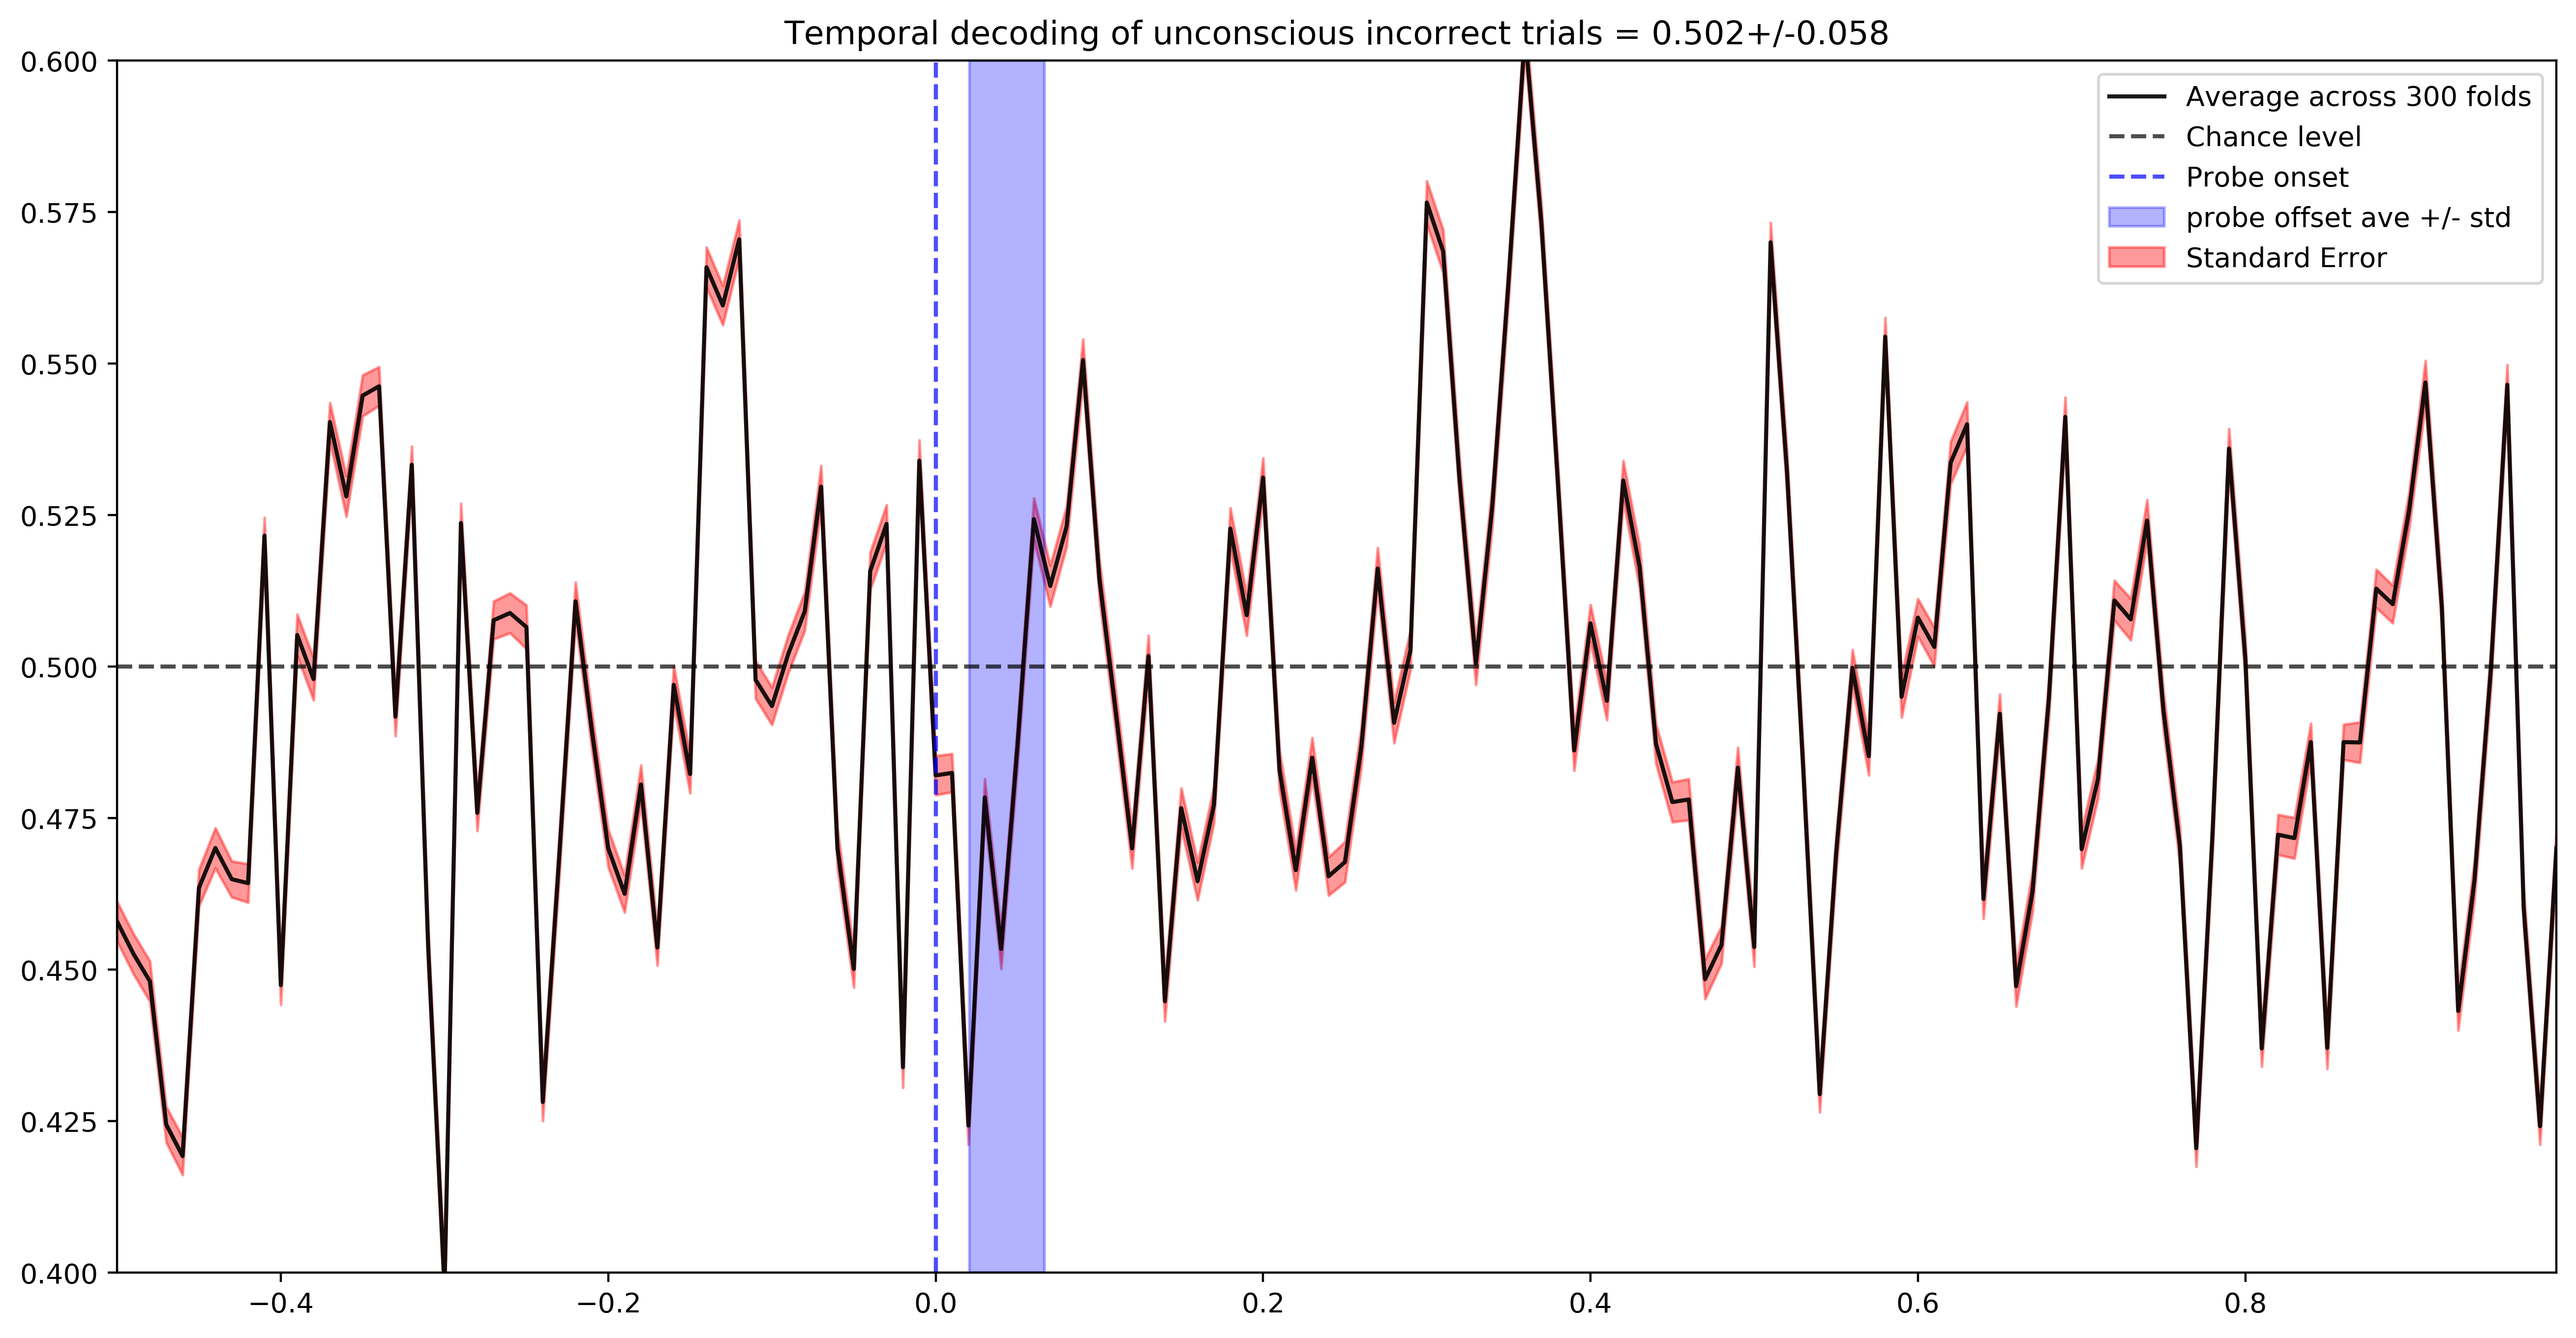 Temporal decoding of unconscious incorrect trials = 0.502+/-0.058
0.600
0.575
0.550
0.525
0.500
0.475
0.450
0.425
0.400
Average across 300 folds
Chance level
Probe onset
probe offset ave +/- std
Standard Error
−0.4 −0.2 0.0 0.2 0.4 0.6 0.8